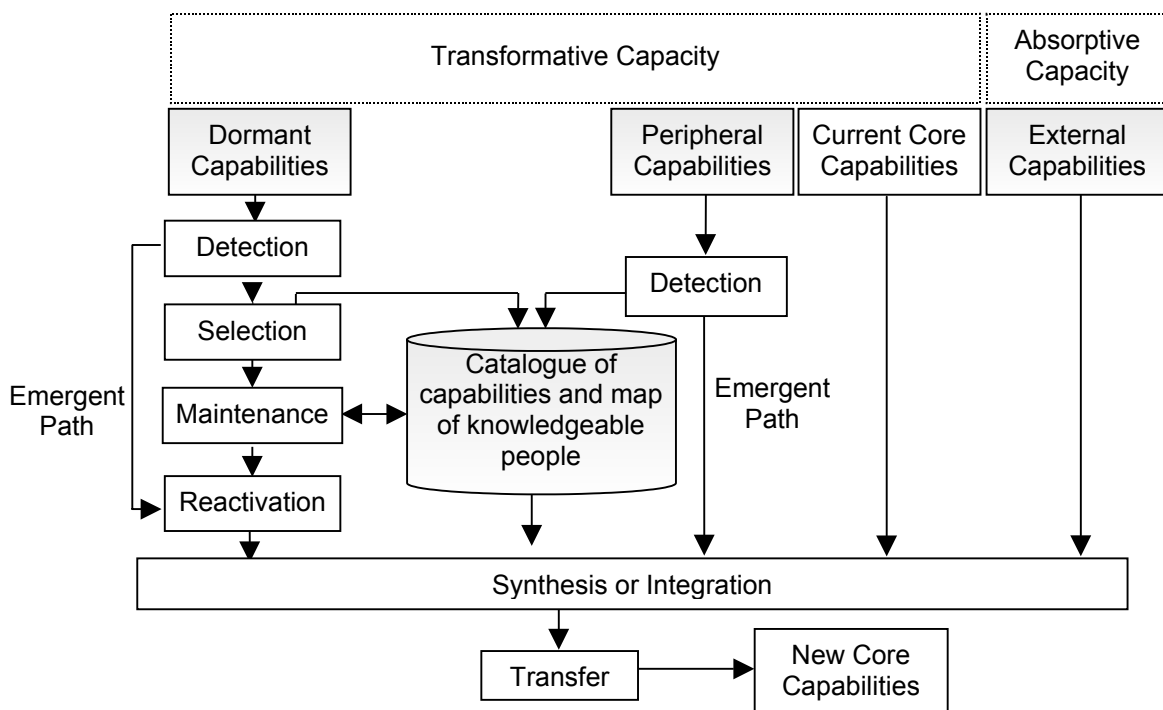 Transformative Capacity
Absorptive
Capacity
Dormant
Capabilities
Peripheral
Capabilities
Current Core
Capabilities
External
Capabilities
Detection
Detection
Selection
Catalogue of
capabilities and map
of knowledgeable
people
Emergent
Path
Maintenance
Emergent
Path
Reactivation
Synthesis or Integration
Transfer
New Core
Capabilities